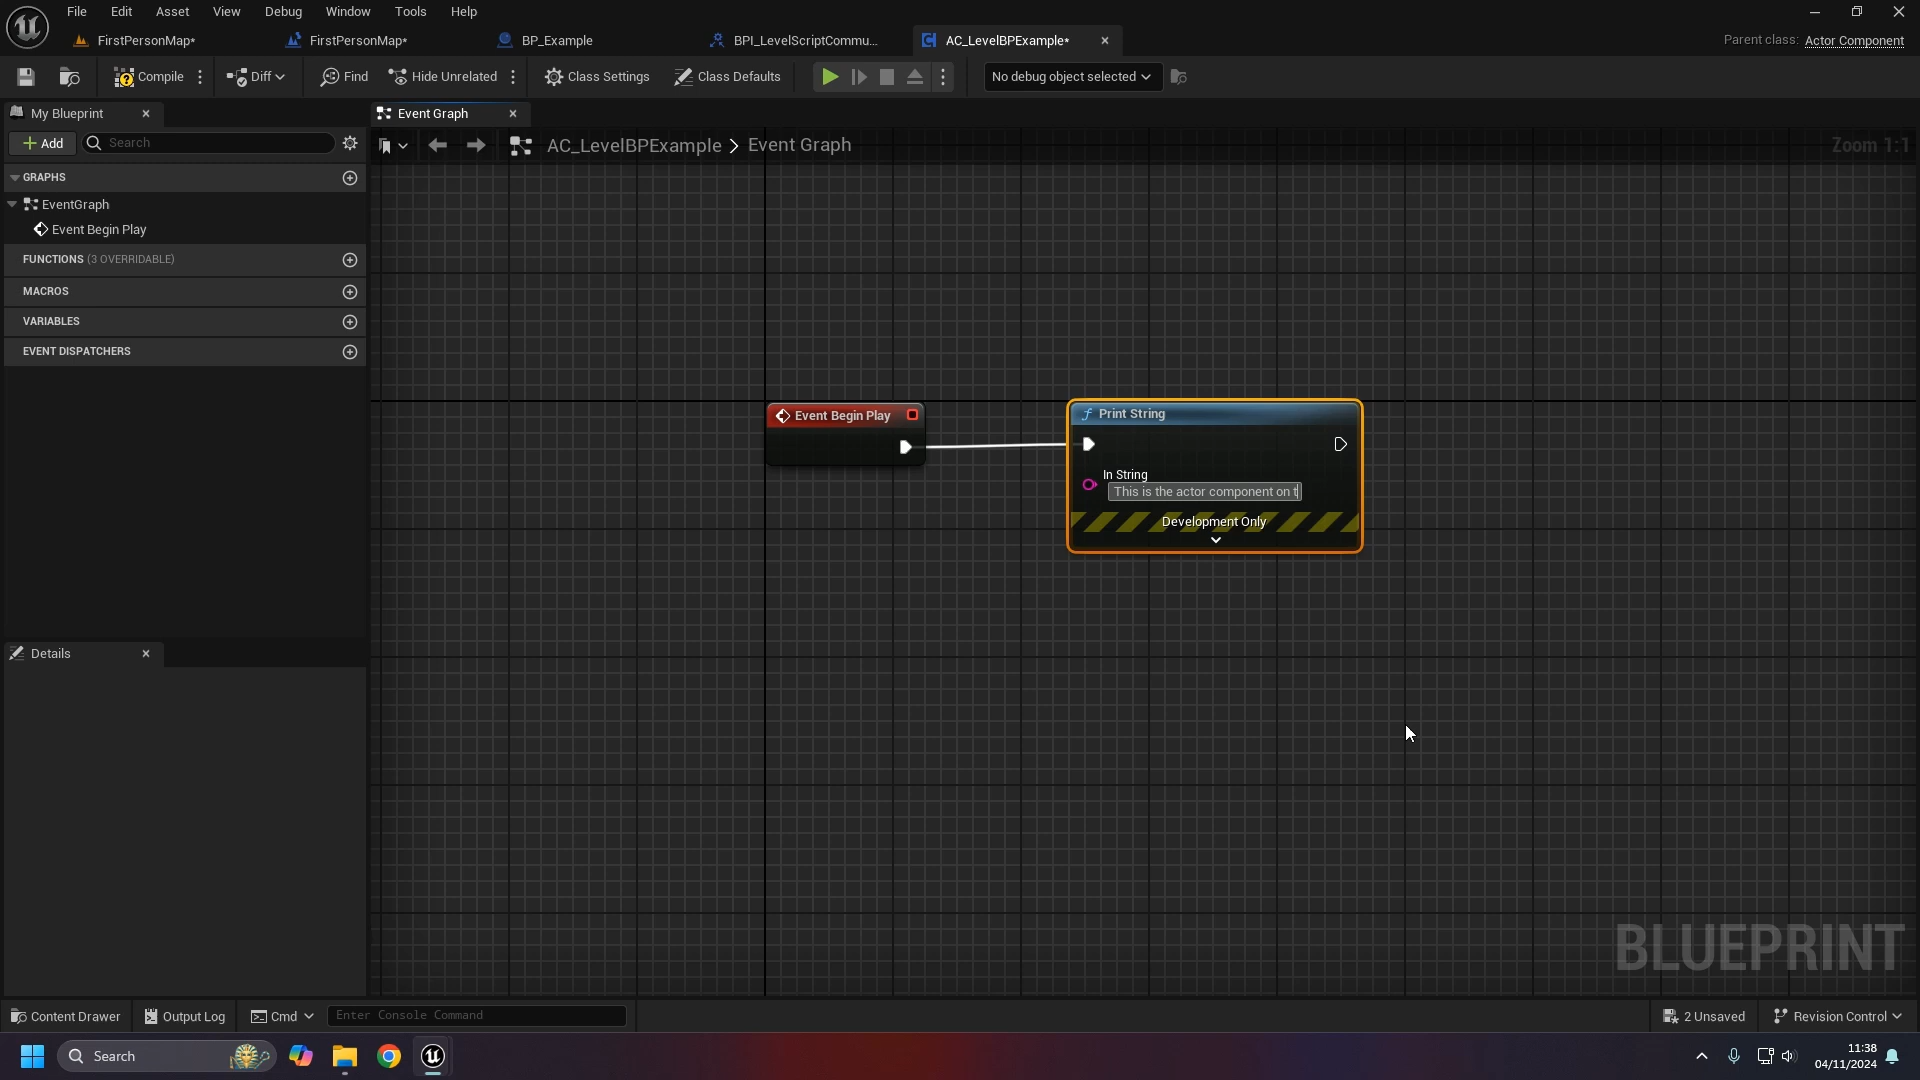 File Edit Asset View Debug Window Tools Help
FirstPersonMap* FirstPersonMap* BP_Example BPI_LevelScriptCommu... AC_LevelBPExample* Parent class: Actor Component
Compile Diff Find Hide Unrelated Class Settings Class Defaults No debug object selected
My Blueprint Event Graph
Add Search AC_LevelBPExample > Event Graph Zoom 1:1
GRAPHS
EventGraph
Event Begin Play
FUNCTIONS (3 OVERRIDABLE)
MACROS
VARIABLES
EVENT DISPATCHERS
Event Begin Play Print String
In String
This is the actor component on t
Development Only
Details
BLUEPRINT
Content Drawer Output Log Cmd Enter Console Command 2 Unsaved Revision Control
Search 11:38
04/11/2024